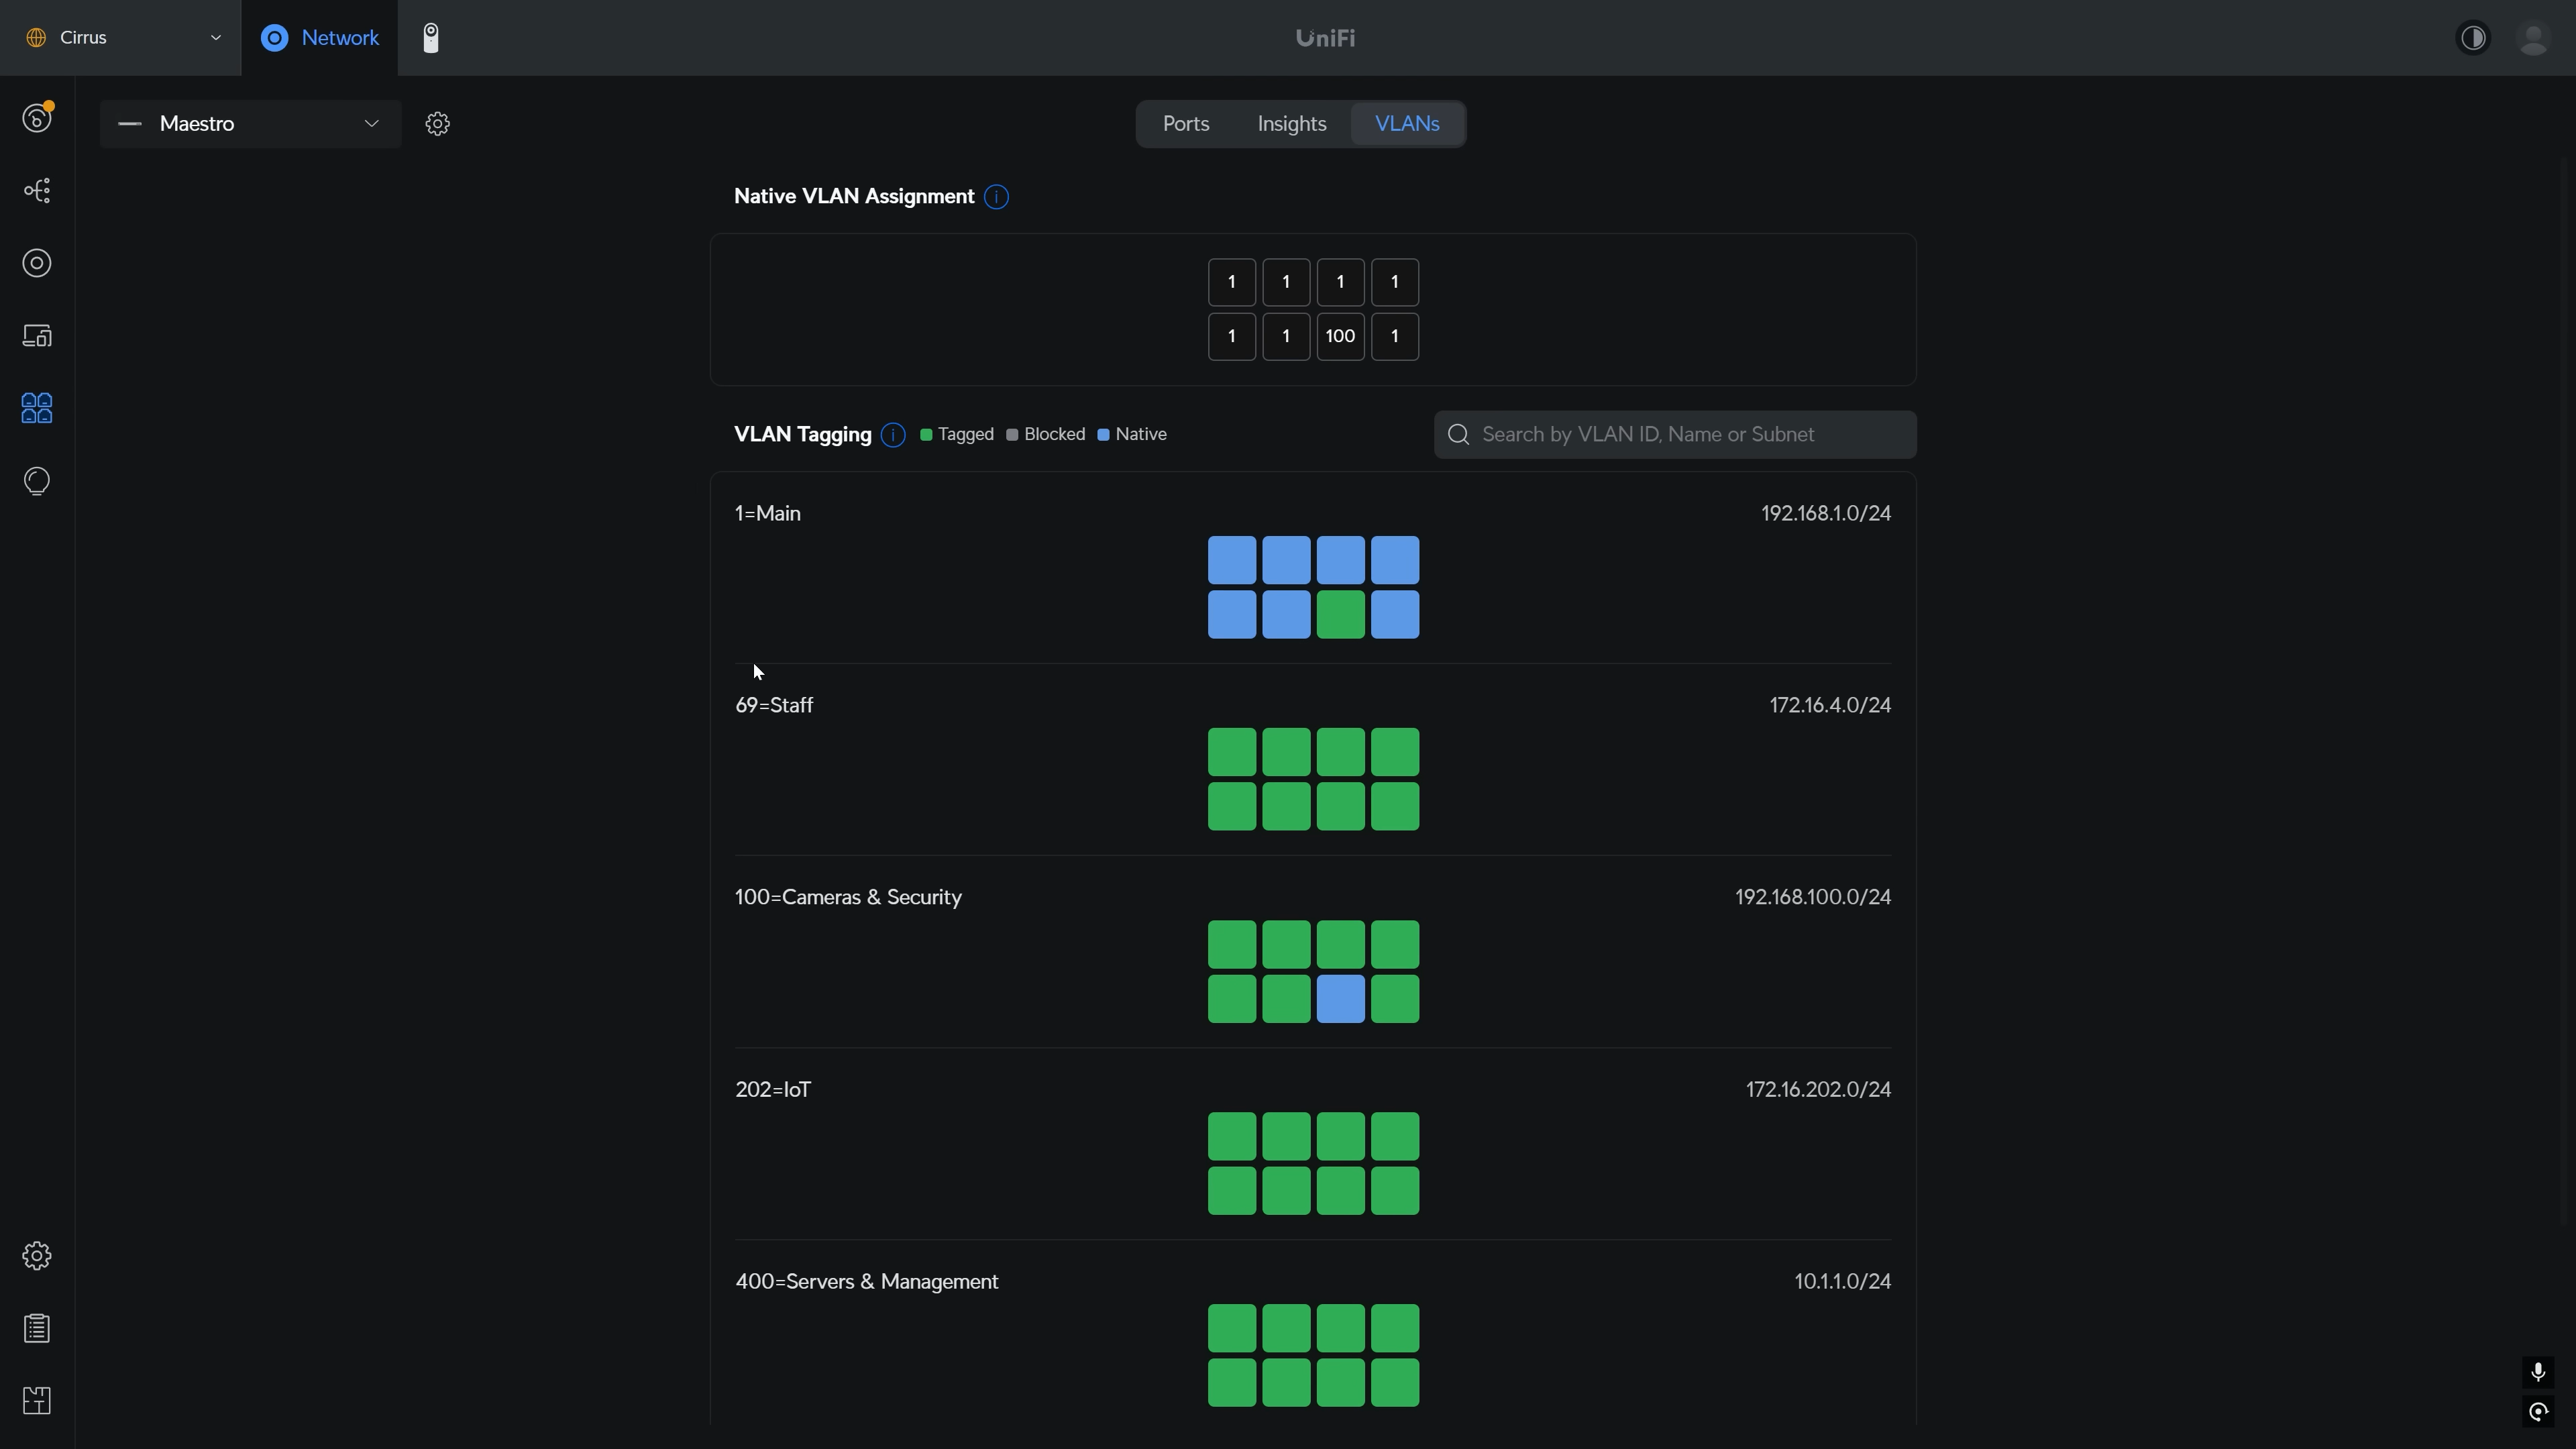 Cirrus
Network
UniFi
Maestro
Ports Insights VLANs
Native VLAN Assignment
1 1 1 1
1 1 100 1
VLAN Tagging Tagged Blocked Native
Search by VLAN ID, Name or Subnet
1=Main 192.168.1.0/24
69=Staff 172.16.4.0/24
100=Cameras & Security 192.168.100.0/24
202=IoT 172.16.202.0/24
400=Servers & Management 10.1.1.0/24